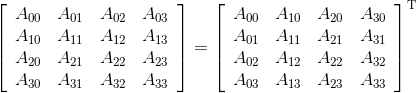 [ A₀₀ A₀₁ A₀₂ A₀₃ ] = [ A₀₀ A₁₀ A₂₀ A₃₀ ]ᵀ
[ A₁₀ A₁₁ A₁₂ A₁₃ ] [ A₀₁ A₁₁ A₂₁ A₃₁ ]
[ A₂₀ A₂₁ A₂₂ A₂₃ ] [ A₀₂ A₁₂ A₂₂ A₃₂ ]
[ A₃₀ A₃₁ A₃₂ A₃₃ ] [ A₀₃ A₁₃ A₂₃ A₃₃ ]